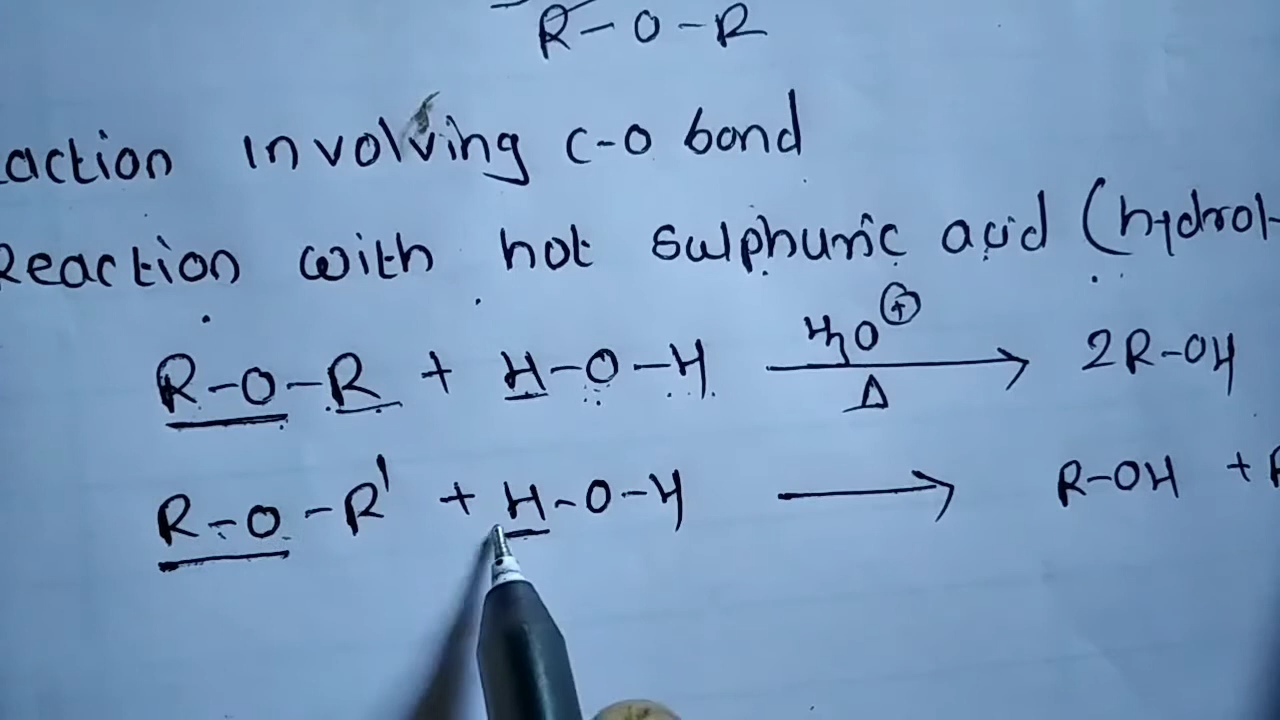 R-O-R
action involving C-O bond
Reaction with hot sulphuric acid (hydrol
R-O-R + H-O-H H3O⊕ Δ → 2R-OH
R-O-R' + H-O-H → R-OH +